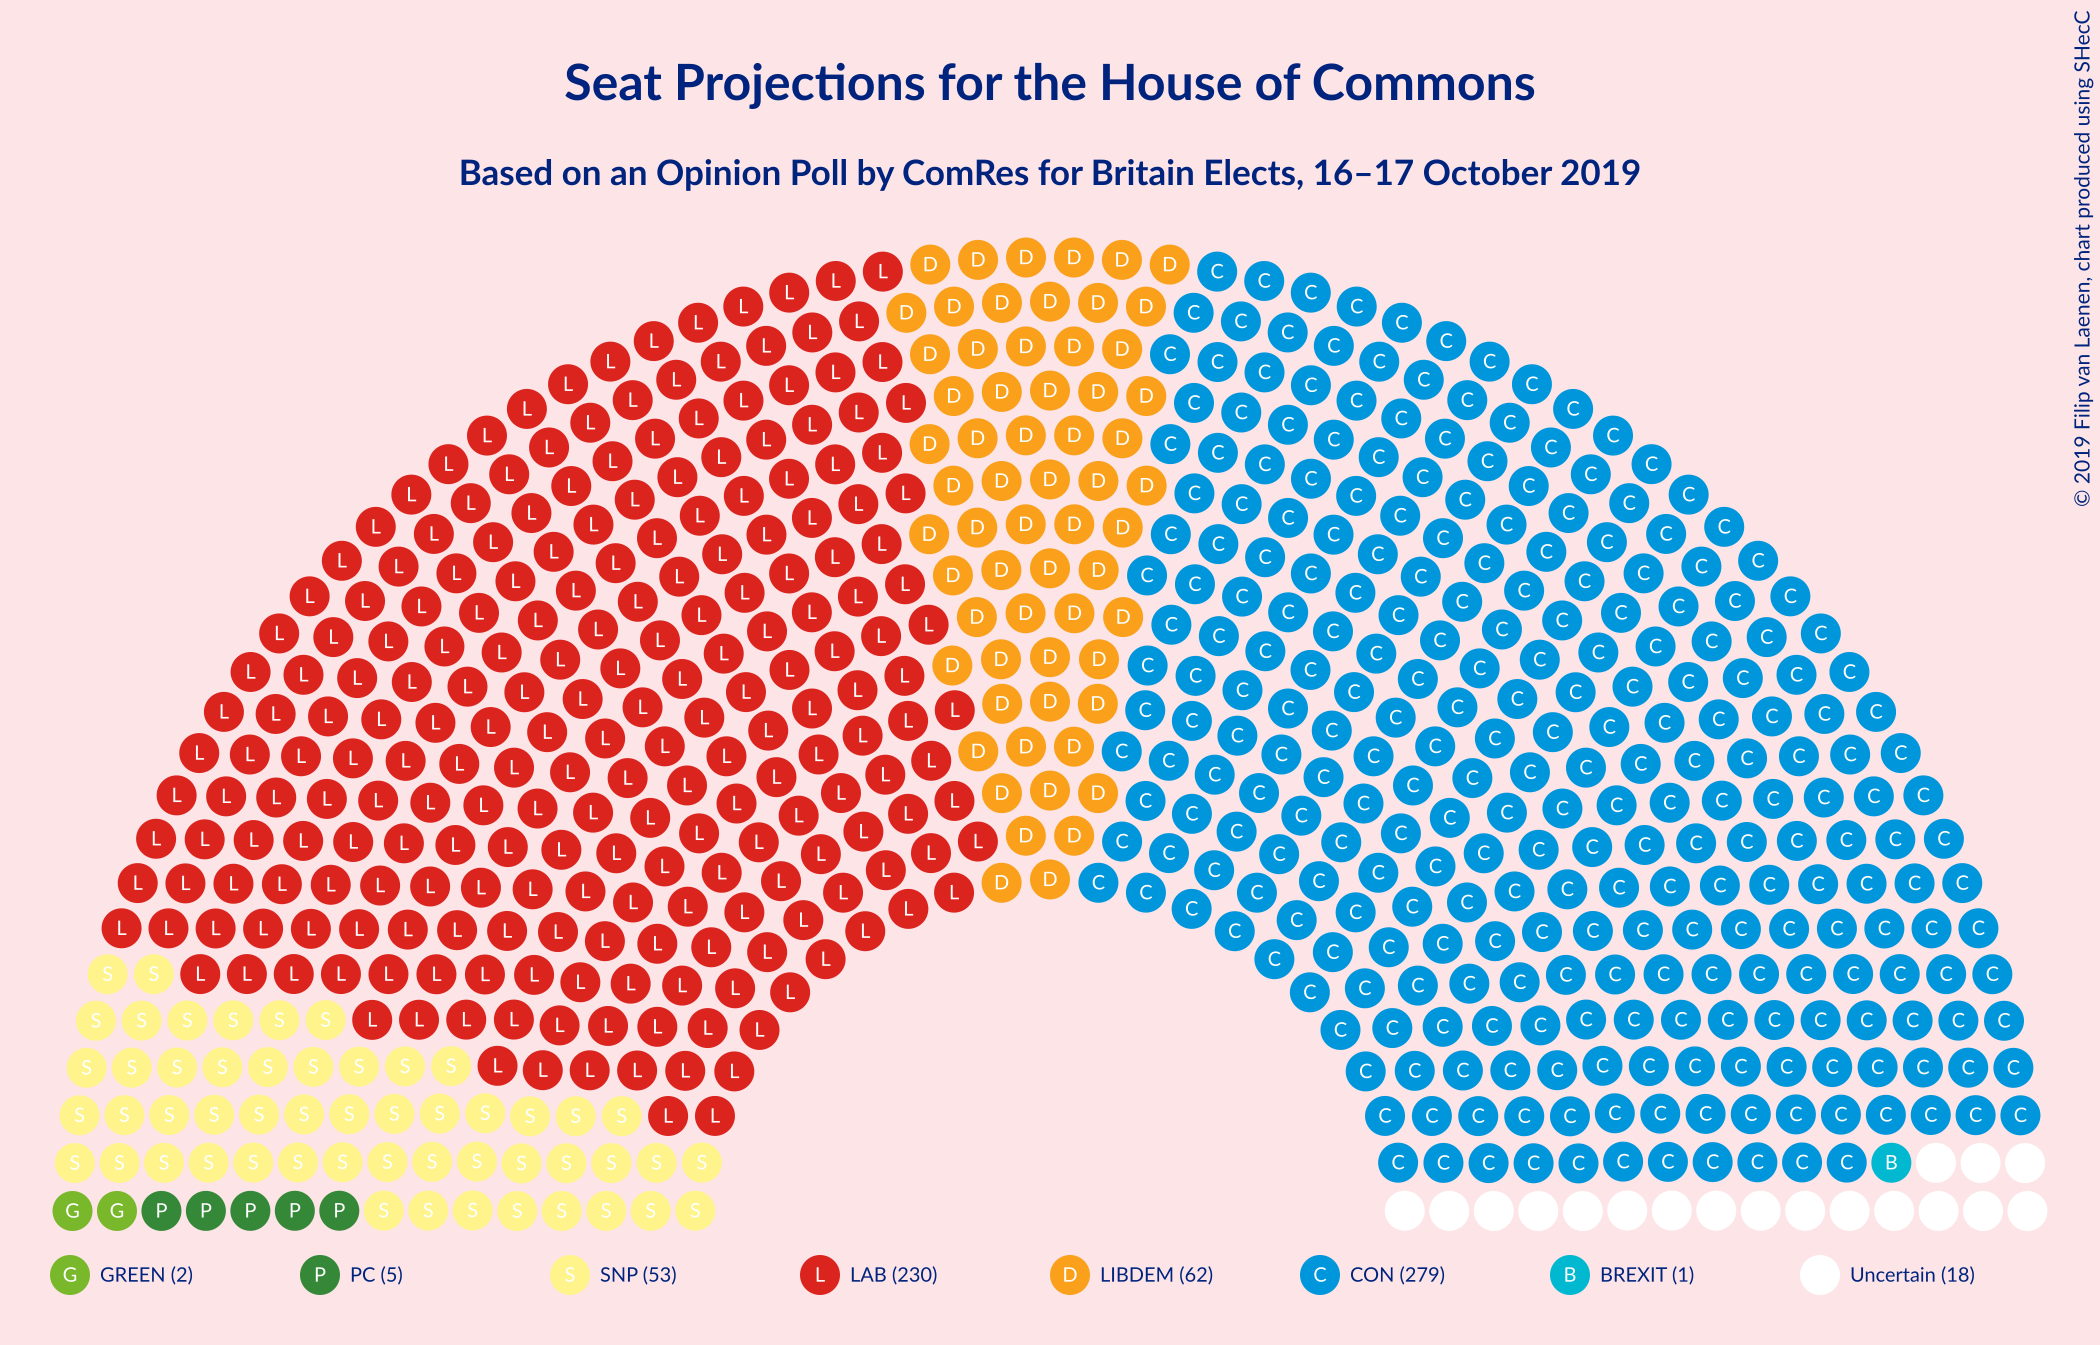 Seat Projections for the House of Commons
Based on an Opinion Poll by ComRes for Britain Elects, 16–17 October 2019
© 2019 Filip van Laenen, chart produced using SHecC
G GREEN (2)
P PC (5)
S SNP (53)
L LAB (230)
D LIBDEM (62)
C CON (279)
B BREXIT (1)
Uncertain (18)